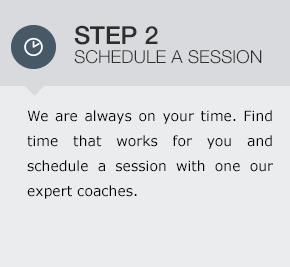 STEP 2
SCHEDULE A SESSION
We are always on your time. Find
time that works for you and
schedule a session with one our
expert coaches.